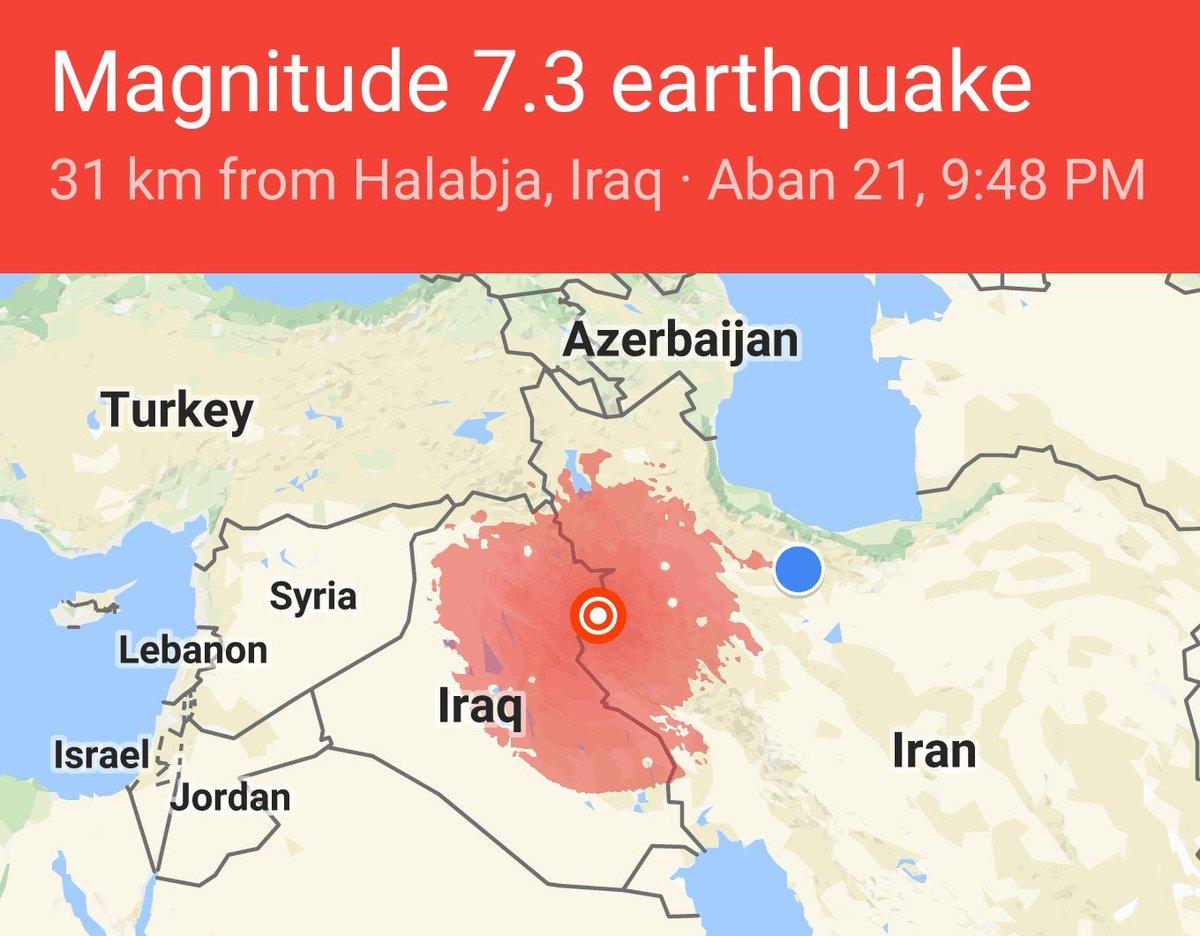 Magnitude 7.3 earthquake
31 km from Halabja, Iraq · Aban 21, 9:48 PM
Azerbaijan
Turkey
Syria
Lebanon
Iraq
Israel
Iran
Jordan